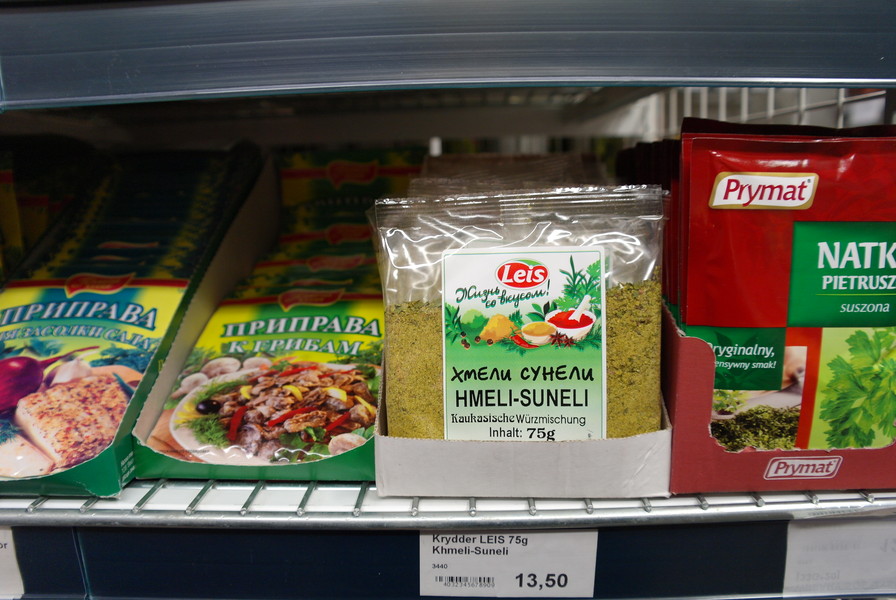 ПРИПРАВА
ПРИПРАВА
К ГРИБАМ
Leis
Жизнь
со вкусом!
ХМЕЛИ СУНЕЛИ
HMELI-SUNELI
Kaukasische Würzmischung
Inhalt: 75g
Prymat
NATK
PIETRUSZ
suszona
ryginalny,
ensywny smak!
Prymat
Krydder LEIS 75g
Khmeli-Suneli
3440
13,50